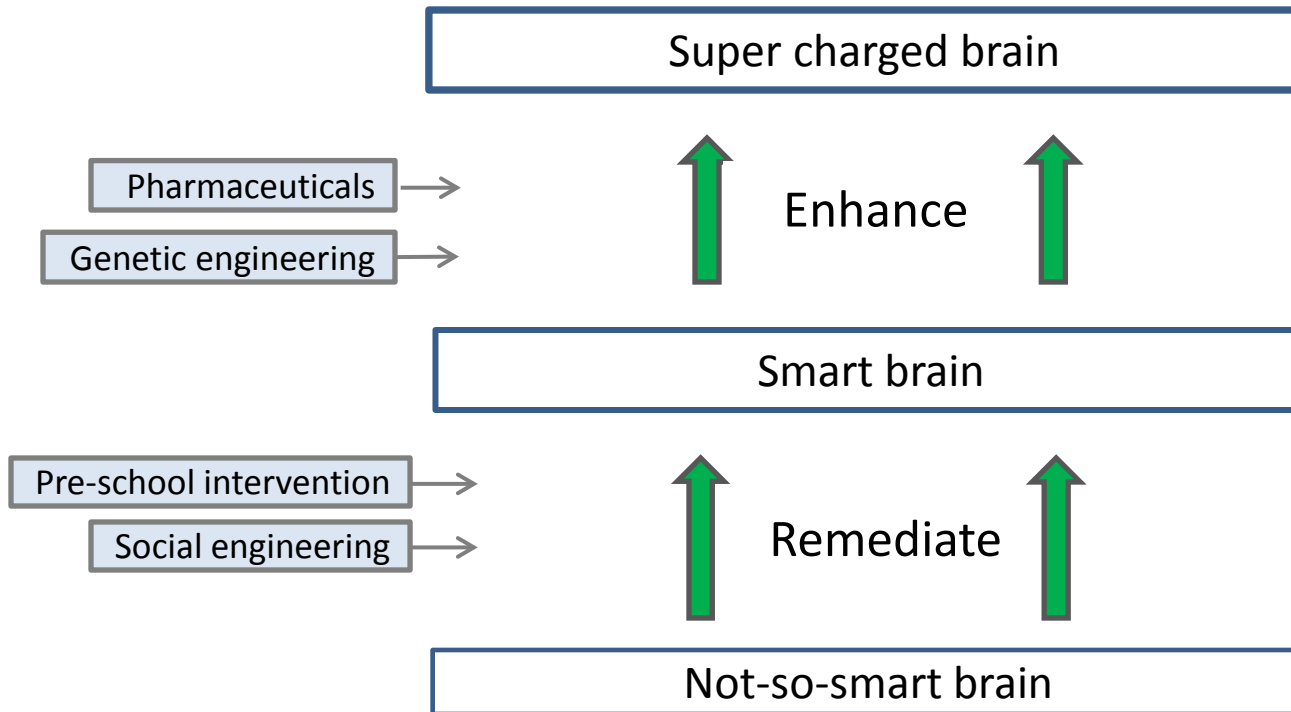 Super charged brain
Pharmaceuticals
Enhance
Genetic engineering
Smart brain
Pre-school intervention
Social engineering
Remediate
Not-so-smart brain